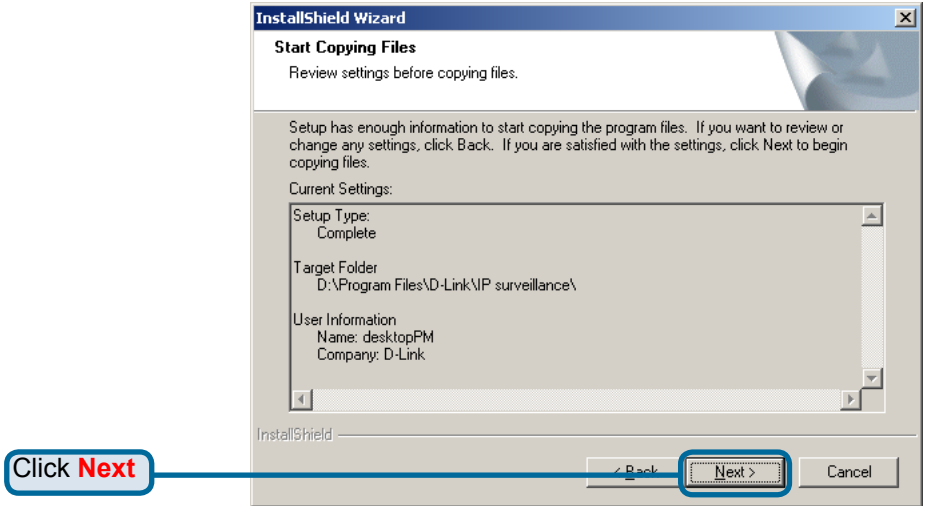 InstallShield Wizard
Start Copying Files
Review settings before copying files.
Setup has enough information to start copying the program files. If you want to review or
change any settings, click Back. If you are satisfied with the settings, click Next to begin
copying files.
Current Settings:
Setup Type:
Complete
Target Folder
D:\Program Files\D-Link\IP surveillance\
User Information
Name: desktopPM
Company: D-Link
InstallShield
Click Next
< Back
Next >
Cancel